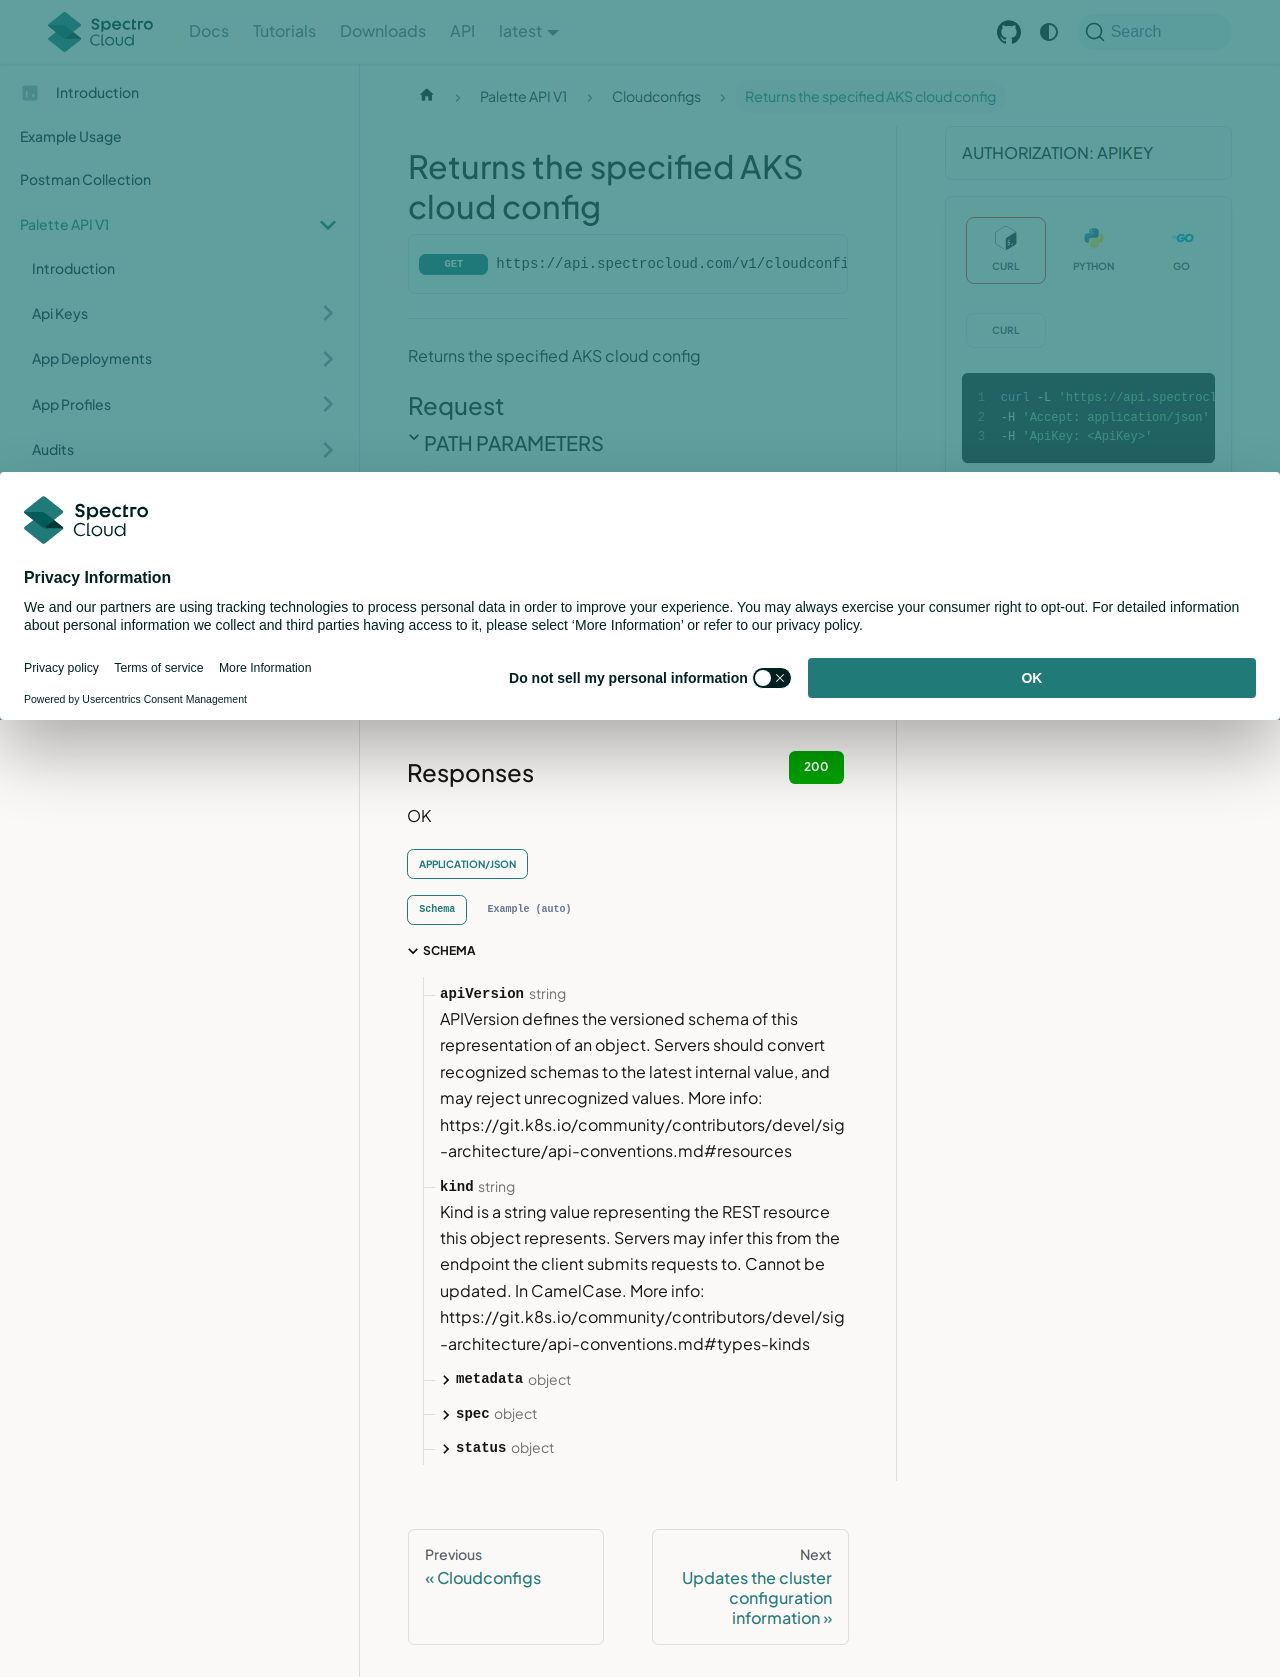 Spectro
Cloud
Docs
Tutorials
Downloads
API
latest
Search
Introduction
Example Usage
Postman Collection
Palette API V1
Introduction
Api Keys
App Deployments
App Profiles
Audits
Palette API V1
Cloudconfigs
Returns the specified AKS cloud config
Returns the specified AKS
cloud config
GET https://api.spectrocloud.com/v1/cloudconfi
Returns the specified AKS cloud config
Request
PATH PARAMETERS
AUTHORIZATION: APIKEY
CURL
PYTHON
GO
CURL
1 curl -L 'https://api.spectrocl
2 -H 'Accept: application/json'
3 -H 'ApiKey: <ApiKey>'
Spectro
Cloud
Privacy Information
We and our partners are using tracking technologies to process personal data in order to improve your experience. You may always exercise your consumer right to opt-out. For detailed information
about personal information we collect and third parties having access to it, please select ‘More Information’ or refer to our privacy policy.
Privacy policy
Terms of service
More Information
Powered by Usercentrics Consent Management
Do not sell my personal information
OK
Responses
200
OK
APPLICATION/JSON
Schema
Example (auto)
SCHEMA
apiVersion string
APIVersion defines the versioned schema of this
representation of an object. Servers should convert
recognized schemas to the latest internal value, and
may reject unrecognized values. More info:
https://git.k8s.io/community/contributors/devel/sig
-architecture/api-conventions.md#resources
kind string
Kind is a string value representing the REST resource
this object represents. Servers may infer this from the
endpoint the client submits requests to. Cannot be
updated. In CamelCase. More info:
https://git.k8s.io/community/contributors/devel/sig
-architecture/api-conventions.md#types-kinds
metadata object
spec object
status object
Previous
« Cloudconfigs
Next
Updates the cluster
configuration
information »